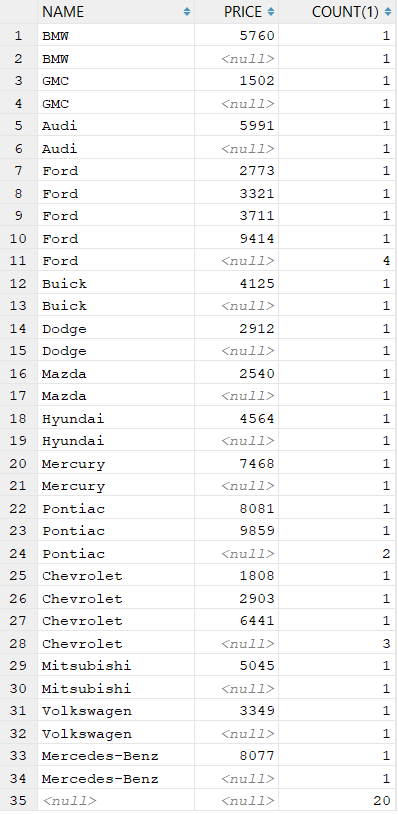 NAME PRICE COUNT(1)
1 BMW 5760 1
2 BMW <null> 1
3 GMC 1502 1
4 GMC <null> 1
5 Audi 5991 1
6 Audi <null> 1
7 Ford 2773 1
8 Ford 3321 1
9 Ford 3711 1
10 Ford 9414 1
11 Ford <null> 4
12 Buick 4125 1
13 Buick <null> 1
14 Dodge 2912 1
15 Dodge <null> 1
16 Mazda 2540 1
17 Mazda <null> 1
18 Hyundai 4564 1
19 Hyundai <null> 1
20 Mercury 7468 1
21 Mercury <null> 1
22 Pontiac 8081 1
23 Pontiac 9859 1
24 Pontiac <null> 2
25 Chevrolet 1808 1
26 Chevrolet 2903 1
27 Chevrolet 6441 1
28 Chevrolet <null> 3
29 Mitsubishi 5045 1
30 Mitsubishi <null> 1
31 Volkswagen 3349 1
32 Volkswagen <null> 1
33 Mercedes-Benz 8077 1
34 Mercedes-Benz <null> 1
35 <null> <null> 20